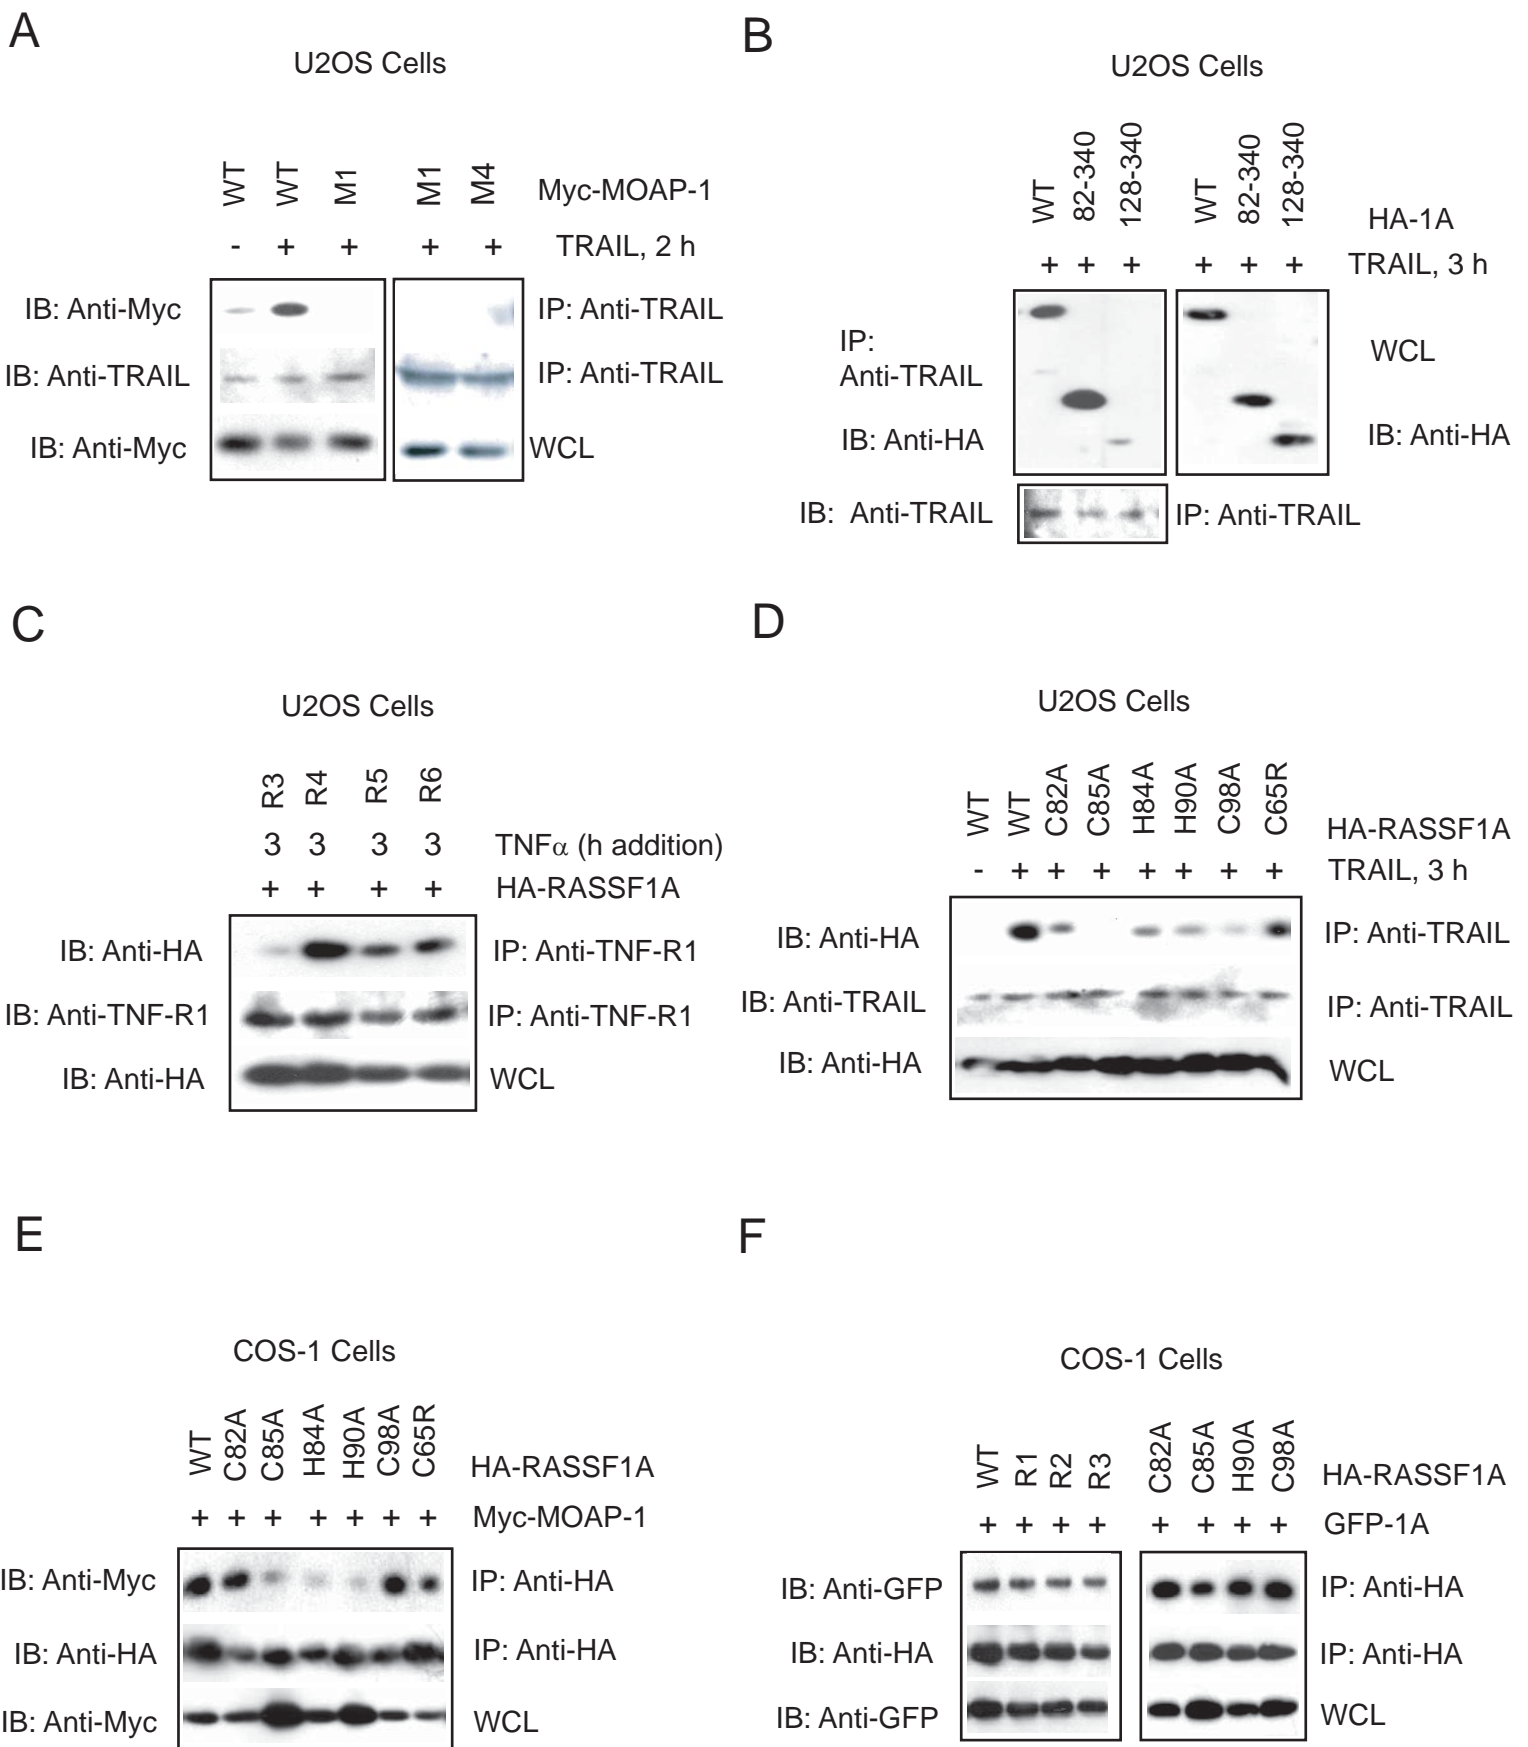 A
U2OS Cells
WT WT M1 M1 M4 Myc-MOAP-1
- + + + + TRAIL, 2 h
IB: Anti-Myc IP: Anti-TRAIL
IB: Anti-TRAIL IP: Anti-TRAIL
IB: Anti-Myc WCL
B
U2OS Cells
WT 82-340 128-340 WT 82-340 128-340 HA-1A
+ + + + + + TRAIL, 3 h
IP:
Anti-TRAIL
WCL
IB: Anti-HA IB: Anti-HA
IB: Anti-TRAIL IP: Anti-TRAIL
C
U2OS Cells
R3 R4 R5 R6
3 3 3 3 TNFα (h addition)
+ + + + HA-RASSF1A
IB: Anti-HA IP: Anti-TNF-R1
IB: Anti-TNF-R1 IP: Anti-TNF-R1
IB: Anti-HA WCL
D
U2OS Cells
WT WT C82A C85A H84A H90A C98A C65R HA-RASSF1A
- + + + + + + + TRAIL, 3 h
IB: Anti-HA IP: Anti-TRAIL
IB: Anti-TRAIL IP: Anti-TRAIL
IB: Anti-HA WCL
E
COS-1 Cells
WT C82A C85A H84A H90A C98A C65R HA-RASSF1A
+ + + + + + + Myc-MOAP-1
IB: Anti-Myc IP: Anti-HA
IB: Anti-HA IP: Anti-HA
IB: Anti-Myc WCL
F
COS-1 Cells
WT R1 R2 R3 C82A C85A H90A C98A HA-RASSF1A
+ + + + + + + + GFP-1A
IB: Anti-GFP IP: Anti-HA
IB: Anti-HA IP: Anti-HA
IB: Anti-GFP WCL